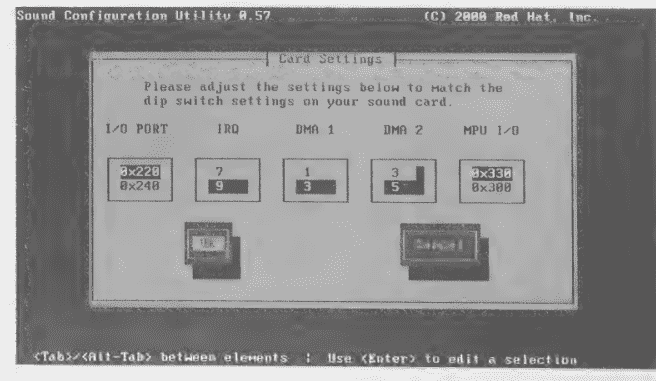 Sound Configuration Utility 0.57 (C) 2000 Red Hat, Inc.
Card Settings
Please adjust the settings below to match the
dip switch settings on your sound card.
I/O PORT IRQ DMA 1 DMA 2 MPU I/O
0x220 7 1 3 0x330
0x240 9 3 5 0x300
Ok Cancel
<Tab>/<Alt-Tab> between elements | Use <Enter> to edit a selection